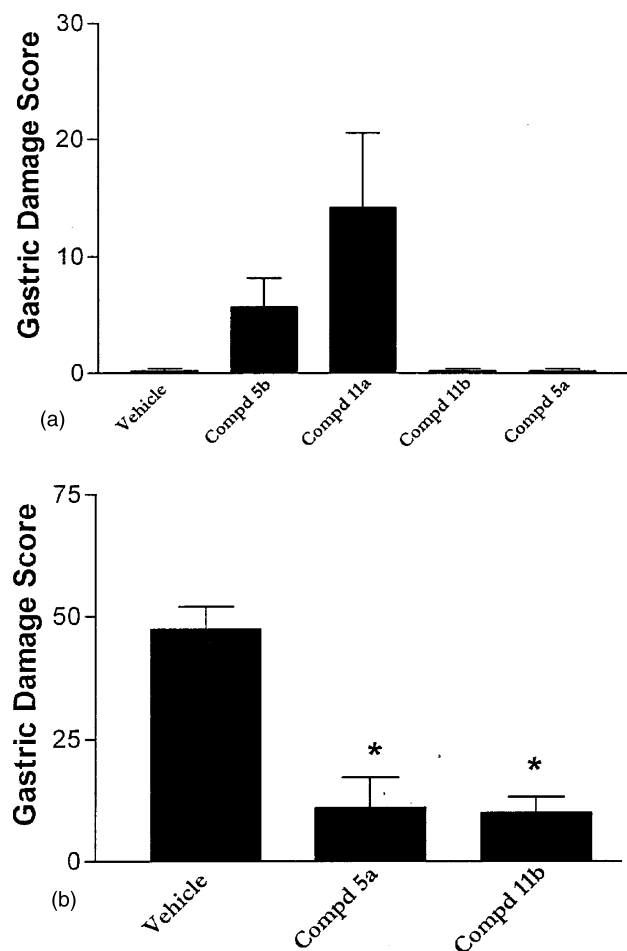 30
20
10
0
Gastric Damage Score
Vehicle
Compd 5b
Compd 11a
Compd 11b
Compd 5a
(a)
75
50
25
0
Gastric Damage Score
*
*
Vehicle
Compd 5a
Compd 11b
(b)